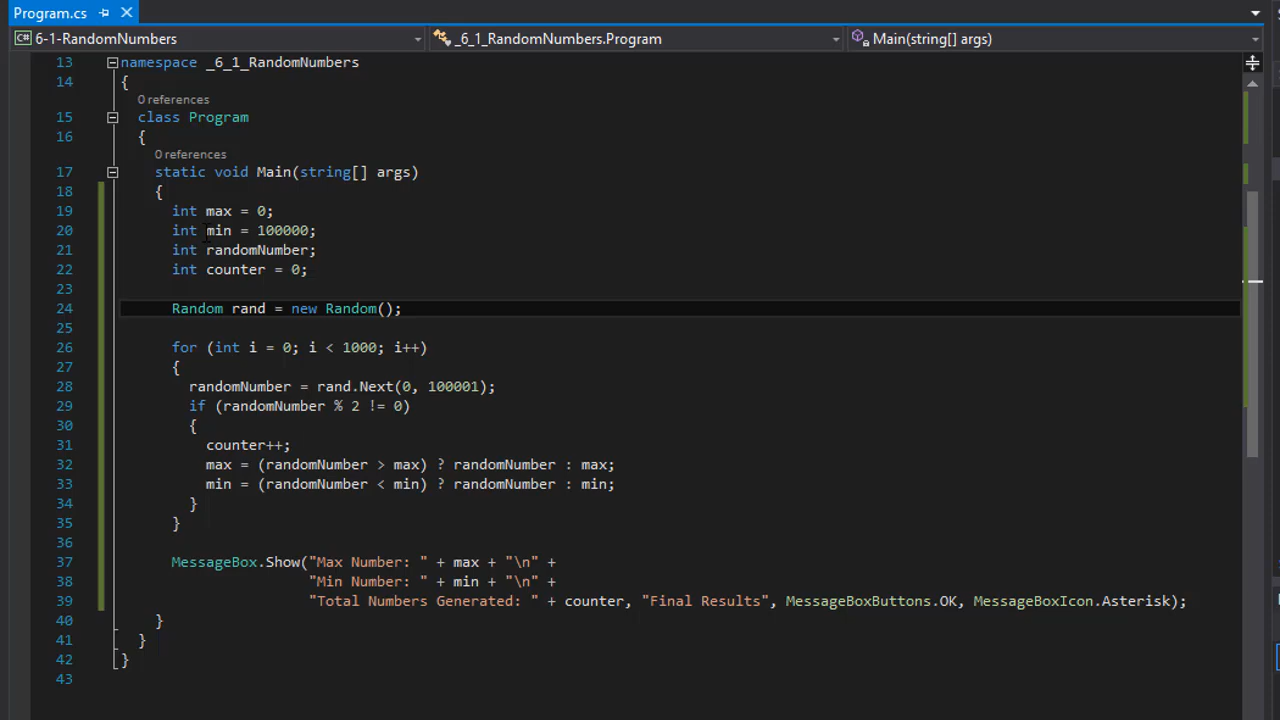 Program.cs
6-1-RandomNumbers _6_1_RandomNumbers.Program Main(string[] args)
13 namespace _6_1_RandomNumbers
14 {
0 references
15 class Program
16 {
0 references
17 static void Main(string[] args)
18 {
19 int max = 0;
20 int min = 100000;
21 int randomNumber;
22 int counter = 0;
23
24 Random rand = new Random();
25
26 for (int i = 0; i < 1000; i++)
27 {
28 randomNumber = rand.Next(0, 100001);
29 if (randomNumber % 2 != 0)
30 {
31 counter++;
32 max = (randomNumber > max) ? randomNumber : max;
33 min = (randomNumber < min) ? randomNumber : min;
34 }
35 }
36
37 MessageBox.Show("Max Number: " + max + "\n" +
38 "Min Number: " + min + "\n" +
39 "Total Numbers Generated: " + counter, "Final Results", MessageBoxButtons.OK, MessageBoxIcon.Asterisk);
40 }
41 }
42 }
43